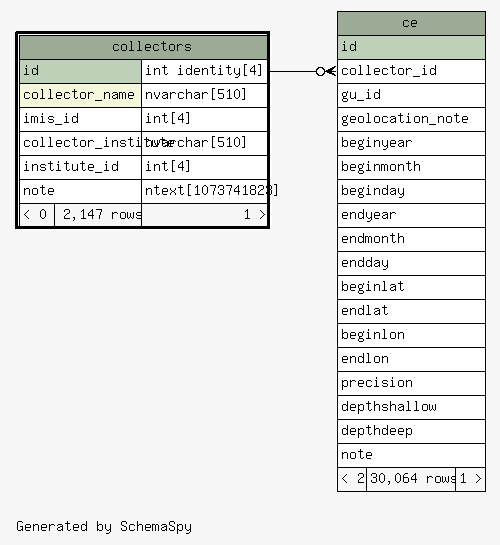 collectors
id int identity[4]
collector_name nvarchar[510]
imis_id int[4]
collector_institute nvarchar[510]
institute_id int[4]
note ntext[1073741823]
< 0 2,147 rows 1 >
ce
id
collector_id
gu_id
geolocation_note
beginyear
beginmonth
beginday
endyear
endmonth
endday
beginlat
endlat
beginlon
endlon
precision
depthshallow
depthdeep
note
< 2 30,064 rows 1 >
Generated by SchemaSpy